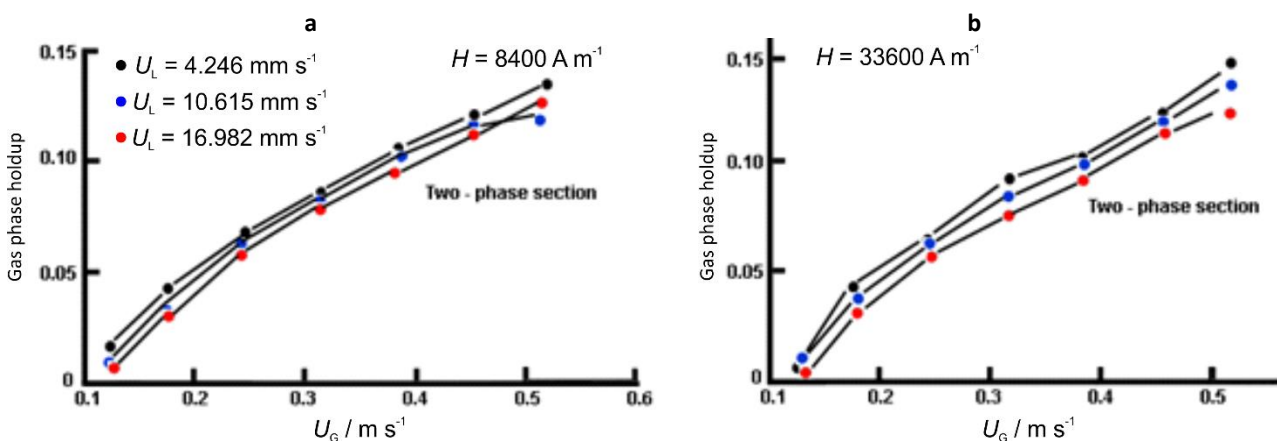 a
0.15
0.10
0.05
0
Gas phase holdup
U_L = 4.246 mm s⁻¹
U_L = 10.615 mm s⁻¹
U_L = 16.982 mm s⁻¹
H = 8400 A m⁻¹
Two - phase section
0.1 0.2 0.3 0.4 0.5 0.6
U_G / m s⁻¹
b
0.15
0.10
0.05
0
Gas phase holdup
H = 33600 A m⁻¹
Two - phase section
0.1 0.2 0.3 0.4 0.5
U_G / m s⁻¹